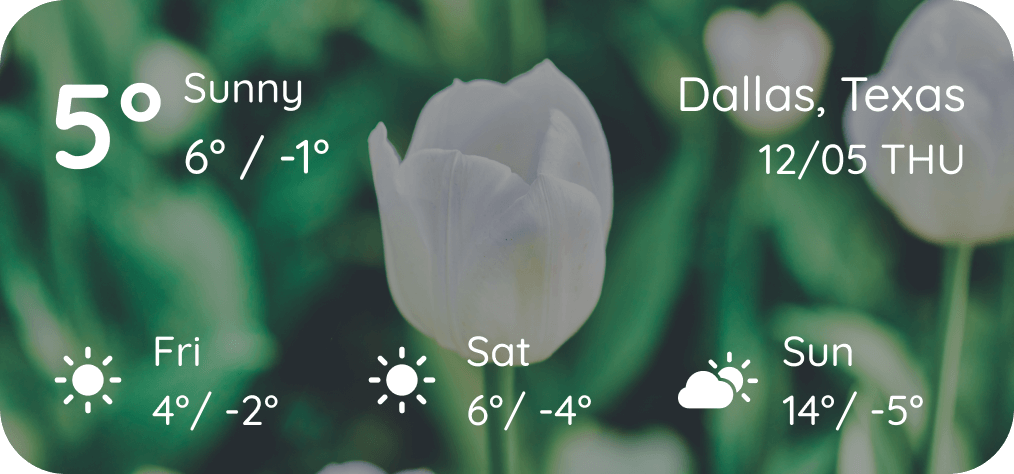 5° Sunny
6° / -1°
Dallas, Texas
12/05 THU
Fri
4°/ -2°
Sat
6°/ -4°
Sun
14°/ -5°